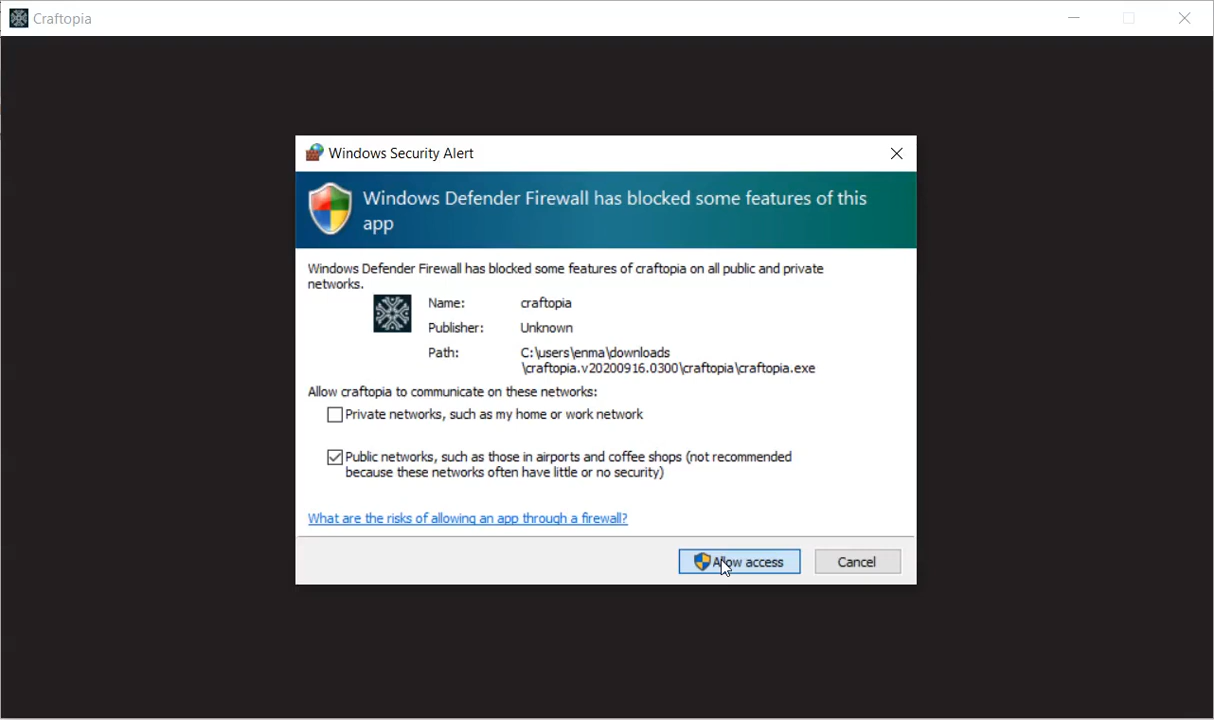 Craftopia
Windows Security Alert
Windows Defender Firewall has blocked some features of this
app
Windows Defender Firewall has blocked some features of craftopia on all public and private
networks.
Name: craftopia
Publisher: Unknown
Path: C:\users\enma\downloads
\craftopia.v20200916.0300\craftopia\craftopia.exe
Allow craftopia to communicate on these networks:
Private networks, such as my home or work network
Public networks, such as those in airports and coffee shops (not recommended
because these networks often have little or no security)
What are the risks of allowing an app through a firewall?
Allow access Cancel